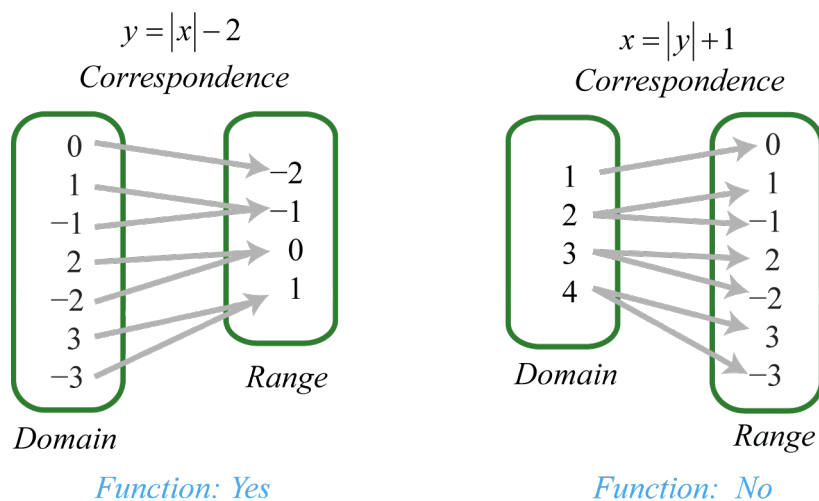 y = |x| − 2
Correspondence
0
1
−1
2
−2
3
−3
Domain
−2
−1
0
1
Range
Function: Yes
x = |y| + 1
Correspondence
1
2
3
4
Domain
0
1
−1
2
−2
3
−3
Range
Function: No